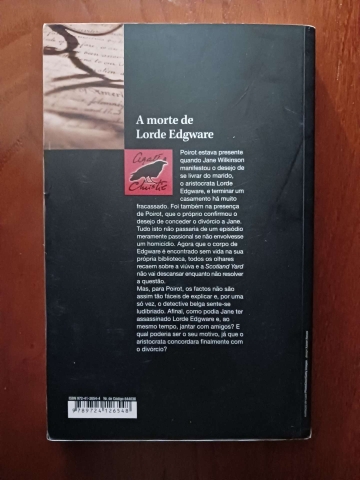 A morte de
Lorde Edgware
Agatha
Christie
Poirot estava presente
quando Jane Wilkinson
manifestou o desejo de
se livrar do marido,
o aristocrata Lorde
Edgware, e terminar um
casamento há muito
fracassado. Foi também na presença
de Poirot, que o próprio confirmou o
desejo de conceder o divórcio a Jane.
Tudo isto não passaria de um episódio
meramente passional se não envolvesse
um homicídio. Agora que o corpo de
Edgware é encontrado sem vida na sua
própria biblioteca, todos os olhares
recaem sobre a viúva e a Scotland Yard
não vai descansar enquanto não resolver
a questão.
Mas, para Poirot, os factos não são
assim tão fáceis de explicar e, por uma
só vez, o detective belga sente-se
ludibriado. Afinal, como podia Jane ter
assassinado Lorde Edgware e, ao
mesmo tempo, jantar com amigos? E
qual poderia ser o seu motivo, já que o
aristocrata concordara finalmente com
o divórcio?
9 789724 126548